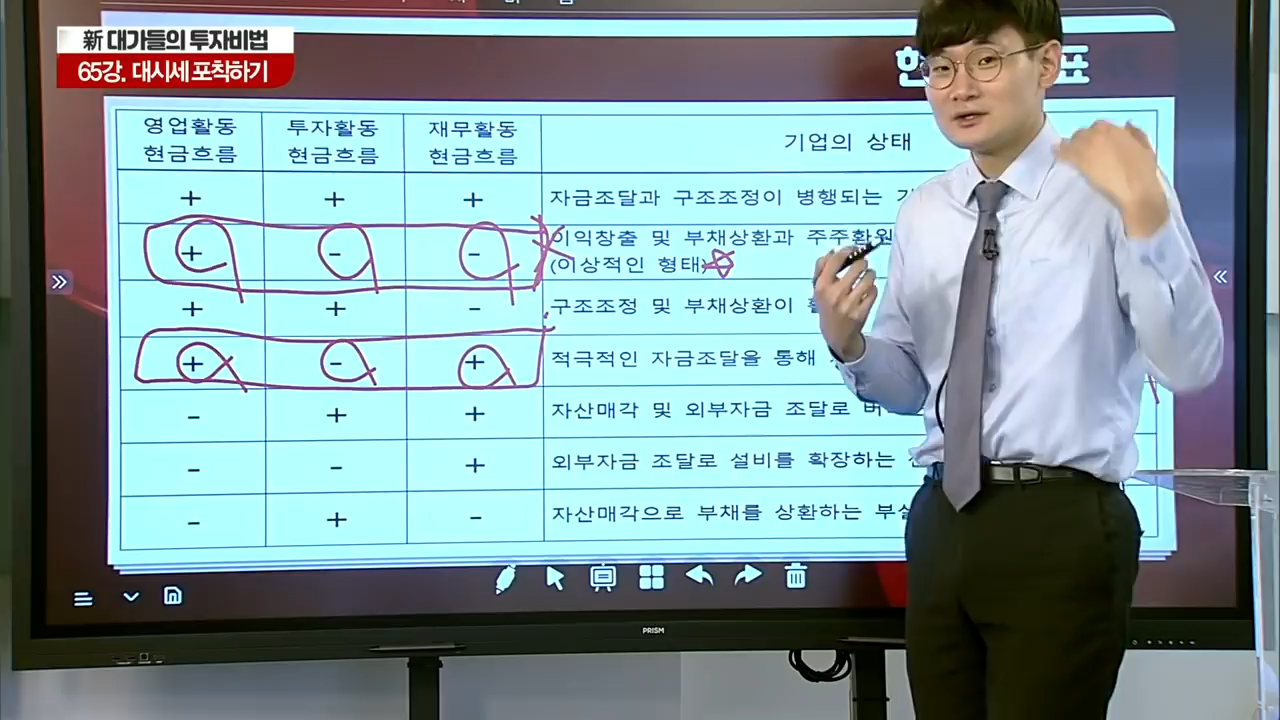 新 대가들의 투자비법
65강. 대시세 포착하기
현 표
영업활동 현금흐름
투자활동 현금흐름
재무활동 현금흐름
기업의 상태
+ + + 자금조달과 구조조정이 병행되는
+ - - 이익창출 및 부채상환과 주주환원
(이상적인 형태)
+ + - 구조조정 및 부채상환이
+ - + 적극적인 자금조달을 통해
- + + 자산매각 및 외부자금 조달로
- - + 외부자금 조달로 설비를 확장하는
- + - 자산매각으로 부채를 상환하는
PRISM